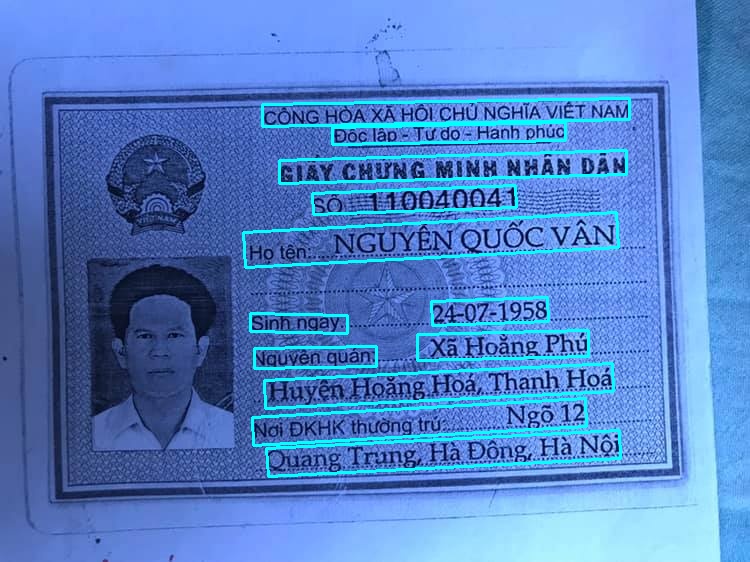 CÔNG HÒA XÃ HÔI CHỦ NGHĨA VIỆT NAM
Độc lập - Tự do - Hạnh phúc
GIẤY CHỨNG MINH NHÂN DÂN
SỐ 110040041
Họ tên: NGUYỄN QUỐC VÂN
Sinh ngày: 24-07-1958
Nguyên quán: Xã Hoằng Phú
Huyện Hoằng Hoá, Thanh Hoá
Nơi ĐKHK thường trú: Ngõ 12
Quang Trung, Hà Đông, Hà Nội